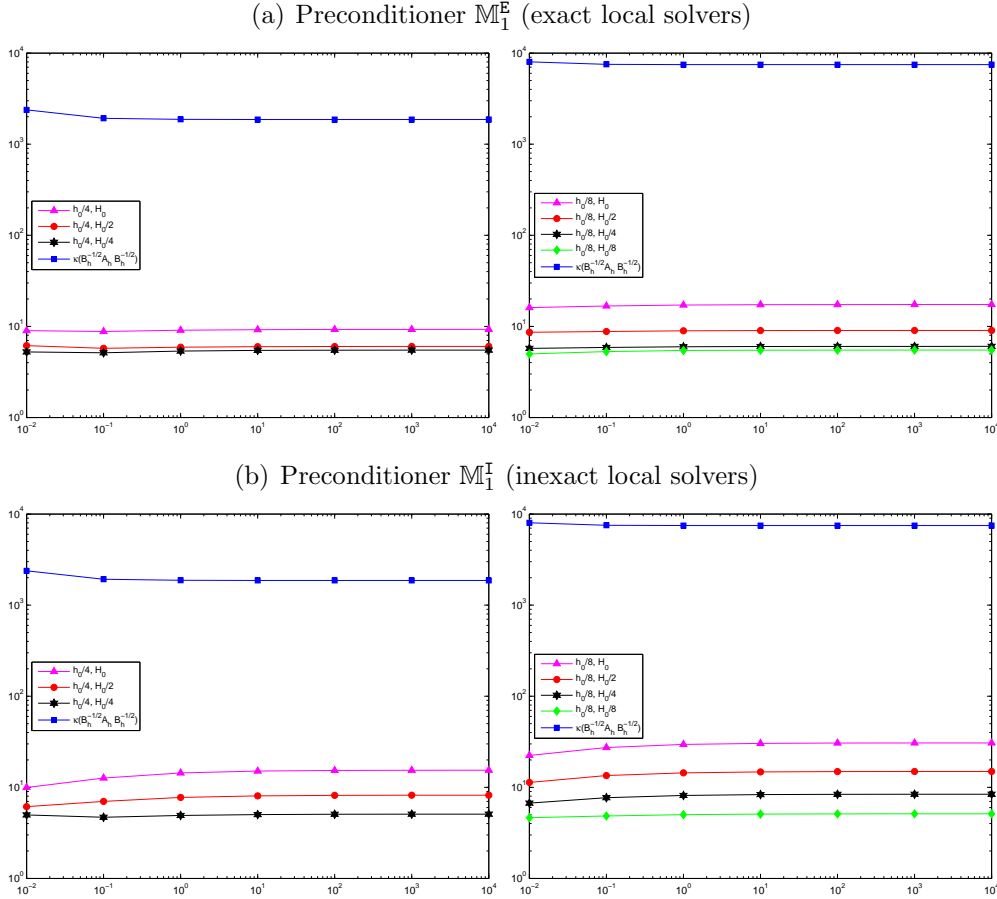 (a) Preconditioner 𝕄₁ᴱ (exact local solvers)
10⁴
10³
10²
10¹
10⁰
10⁻² 10⁻¹ 10⁰ 10¹ 10² 10³ 10⁴
h₀/4, H₀
h₀/4, H₀/2
h₀/4, H₀/4
κ(B_h^{-1/2}A_h B_h^{-1/2})
10⁴
10³
10²
10¹
10⁰
10⁻² 10⁻¹ 10⁰ 10¹ 10² 10³ 10⁴
h₀/8, H₀
h₀/8, H₀/2
h₀/8, H₀/4
h₀/8, H₀/8
κ(B_h^{-1/2}A_h B_h^{-1/2})
(b) Preconditioner 𝕄₁ᴵ (inexact local solvers)
10⁴
10³
10²
10¹
10⁰
10⁻² 10⁻¹ 10⁰ 10¹ 10² 10³ 10⁴
h₀/4, H₀
h₀/4, H₀/2
h₀/4, H₀/4
κ(B_h^{-1/2}A_h B_h^{-1/2})
10⁴
10³
10²
10¹
10⁰
10⁻² 10⁻¹ 10⁰ 10¹ 10² 10³ 10⁴
h₀/8, H₀
h₀/8, H₀/2
h₀/8, H₀/4
h₀/8, H₀/8
κ(B_h^{-1/2}A_h B_h^{-1/2})